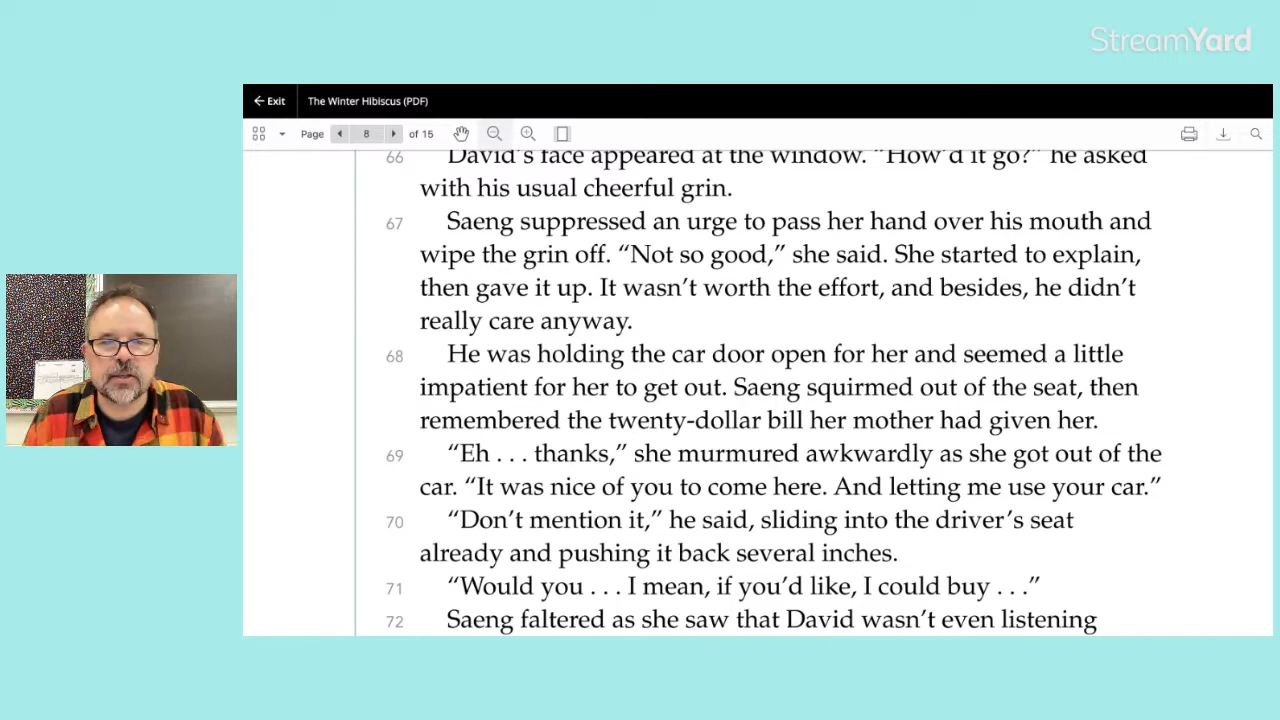 StreamYard
Exit
The Winter Hibiscus (PDF)
Page 8 of 15
66 David's face appeared at the window. “How'd it go?” he asked
with his usual cheerful grin.
67 Saeng suppressed an urge to pass her hand over his mouth and
wipe the grin off. “Not so good,” she said. She started to explain,
then gave it up. It wasn't worth the effort, and besides, he didn't
really care anyway.
68 He was holding the car door open for her and seemed a little
impatient for her to get out. Saeng squirmed out of the seat, then
remembered the twenty-dollar bill her mother had given her.
69 “Eh . . . thanks,” she murmured awkwardly as she got out of the
car. “It was nice of you to come here. And letting me use your car.”
70 “Don't mention it,” he said, sliding into the driver's seat
already and pushing it back several inches.
71 “Would you . . . I mean, if you'd like, I could buy . . .”
72 Saeng faltered as she saw that David wasn't even listening